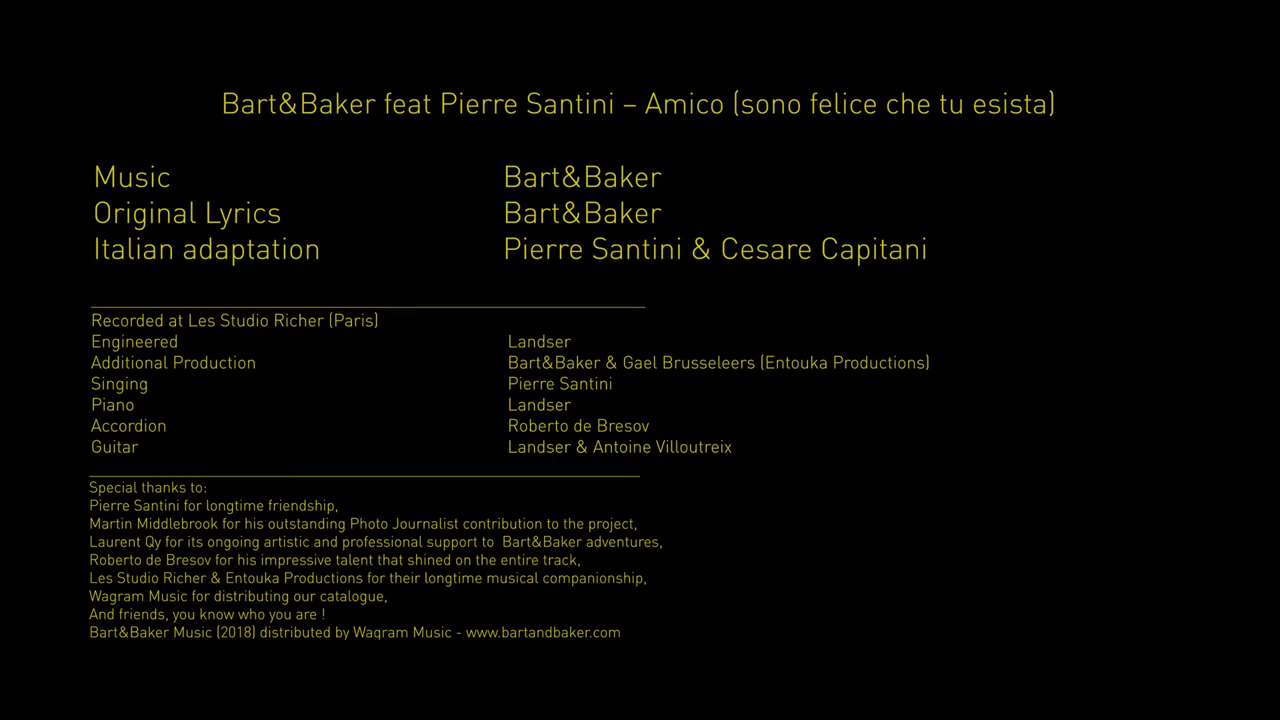 Bart&Baker feat Pierre Santini – Amico (sono felice che tu esista)
Music Bart&Baker
Original Lyrics Bart&Baker
Italian adaptation Pierre Santini & Cesare Capitani
Recorded at Les Studio Richer (Paris)
Engineered Landser
Additional Production Bart&Baker & Gael Brusseleers (Entouka Productions)
Singing Pierre Santini
Piano Landser
Accordion Roberto de Bresov
Guitar Landser & Antoine Villoutreix
Special thanks to:
Pierre Santini for longtime friendship,
Martin Middlebrook for his outstanding Photo Journalist contribution to the project,
Laurent Qy for its ongoing artistic and professional support to Bart&Baker adventures,
Roberto de Bresov for his impressive talent that shined on the entire track,
Les Studio Richer & Entouka Productions for their longtime musical companionship,
Wagram Music for distributing our catalogue,
And friends, you know who you are !
Bart&Baker Music (2018) distributed by Wagram Music - www.bartandbaker.com